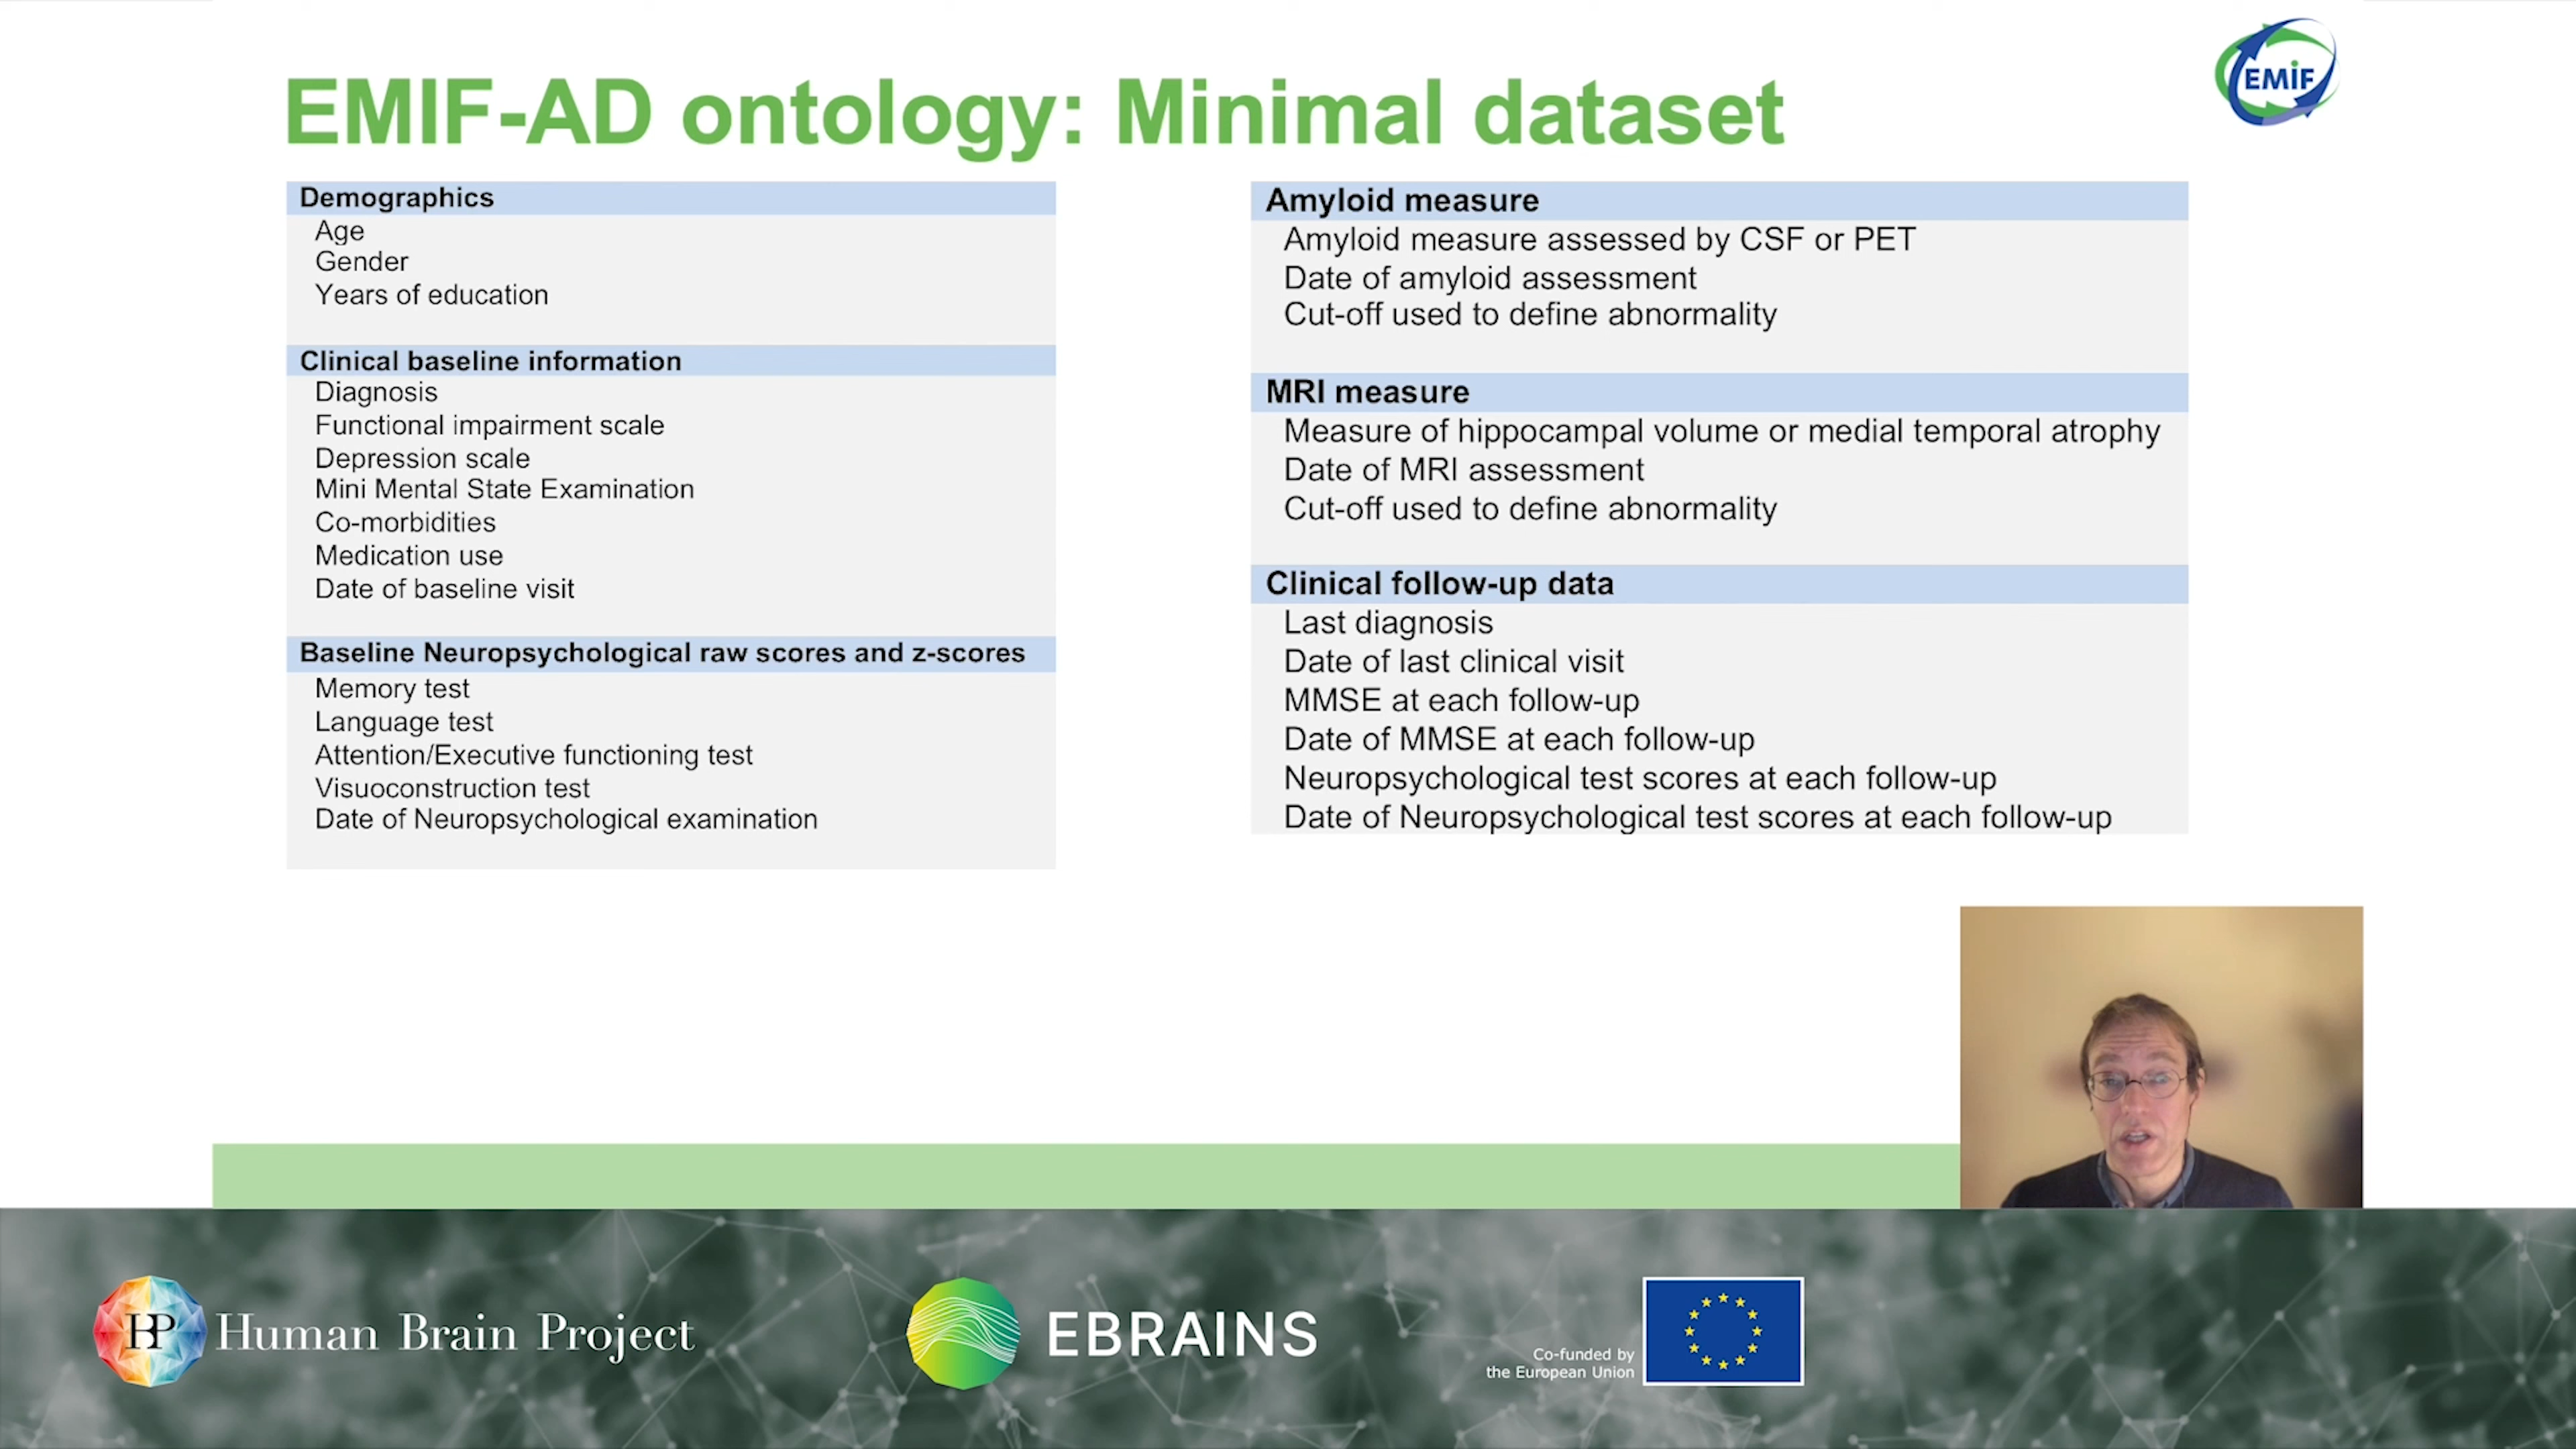 EMIF-AD ontology: Minimal dataset
EMiF
Demographics
Age
Gender
Years of education
Clinical baseline information
Diagnosis
Functional impairment scale
Depression scale
Mini Mental State Examination
Co-morbidities
Medication use
Date of baseline visit
Baseline Neuropsychological raw scores and z-scores
Memory test
Language test
Attention/Executive functioning test
Visuoconstruction test
Date of Neuropsychological examination
Amyloid measure
Amyloid measure assessed by CSF or PET
Date of amyloid assessment
Cut-off used to define abnormality
MRI measure
Measure of hippocampal volume or medial temporal atrophy
Date of MRI assessment
Cut-off used to define abnormality
Clinical follow-up data
Last diagnosis
Date of last clinical visit
MMSE at each follow-up
Date of MMSE at each follow-up
Neuropsychological test scores at each follow-up
Date of Neuropsychological test scores at each follow-up
HBP Human Brain Project
EBRAINS
Co-funded by
the European Union